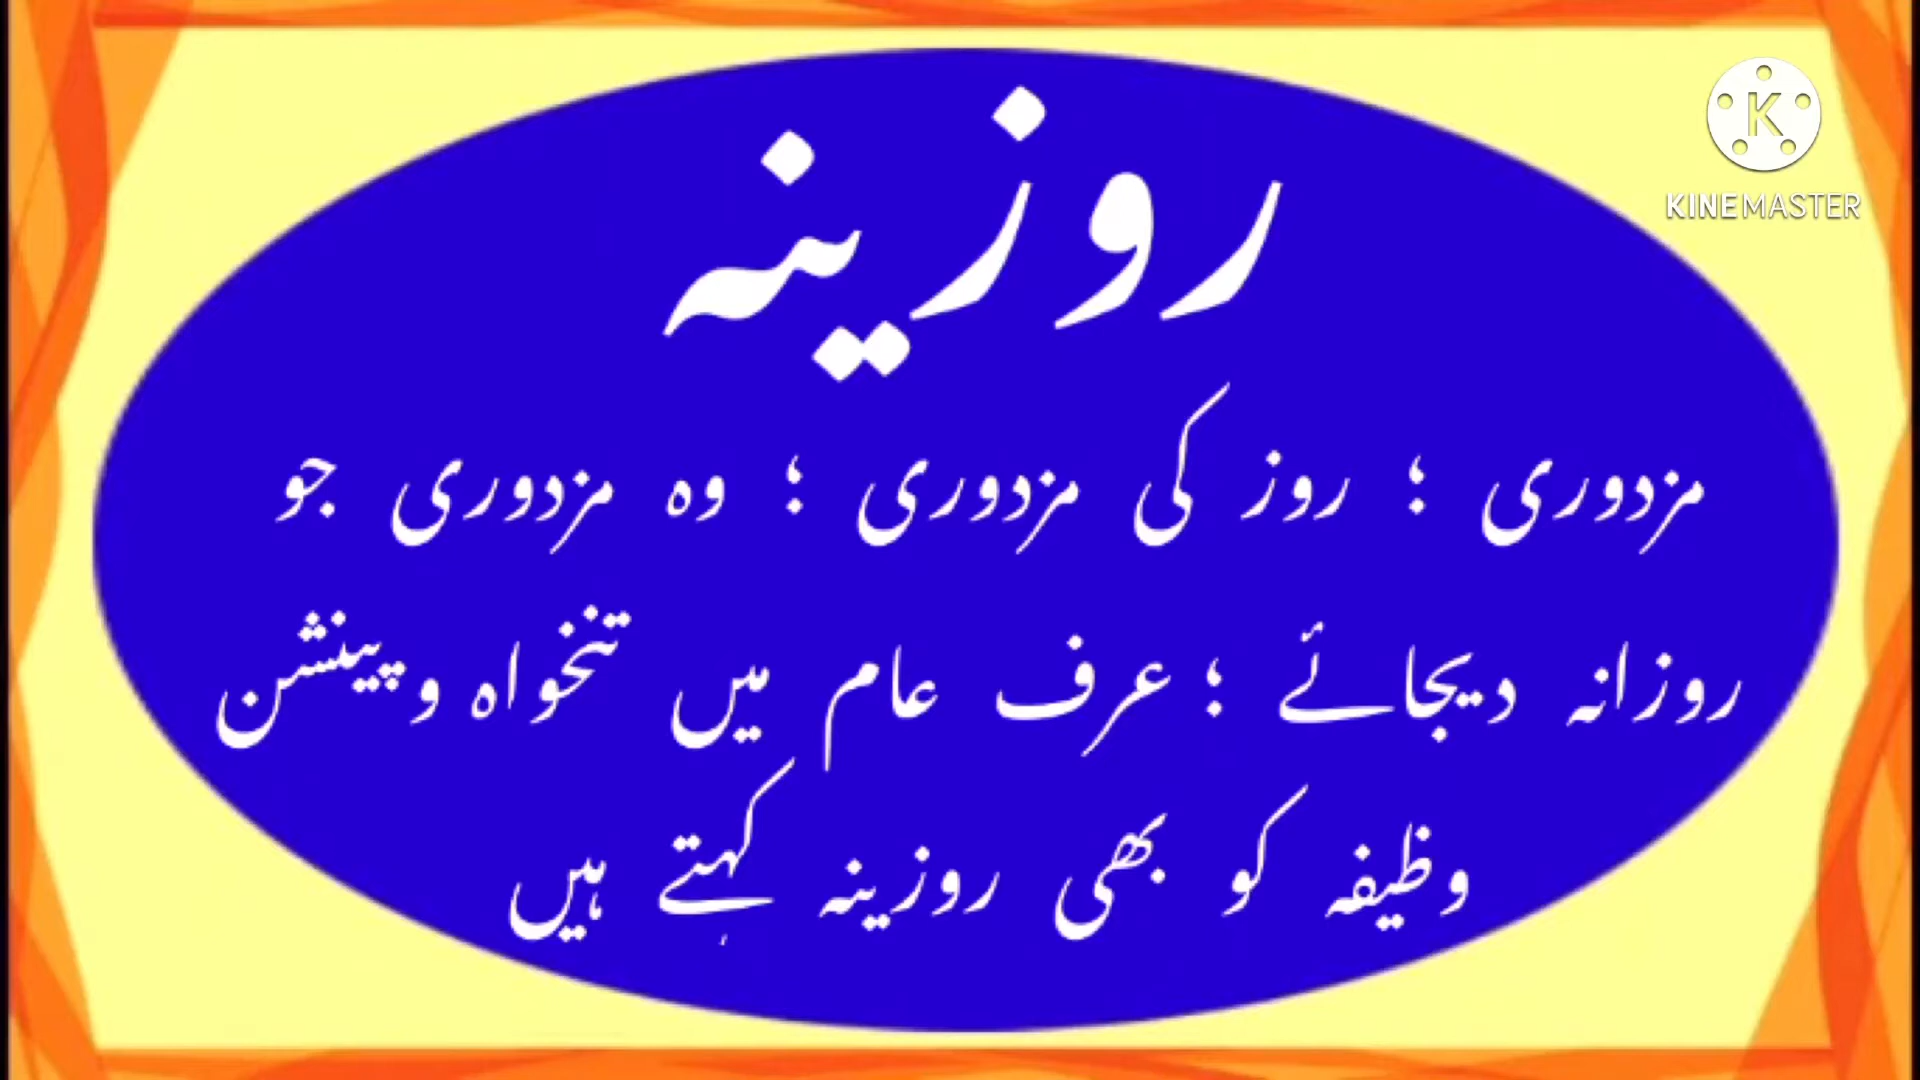 روزینہ
KINEMASTER
مزدوری ؛ روز کی مزدوری ؛ وہ مزدوری جو
روزانہ دیجائے ؛ عرف عام میں تنخواہ و پینشن
وظیفہ کو بھی روزینہ کہتے ہیں